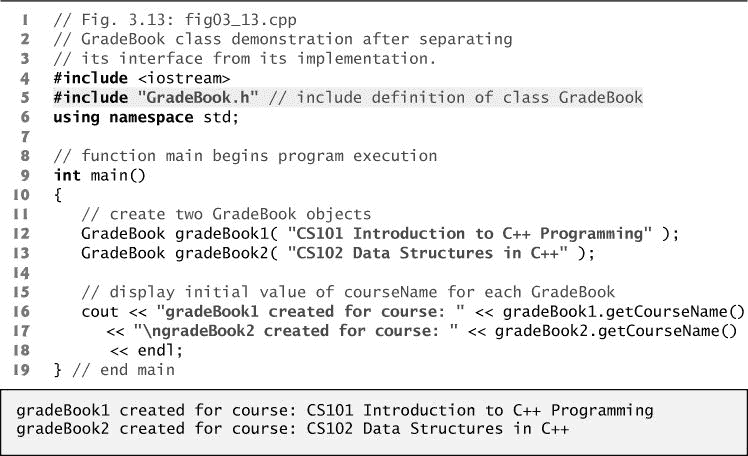 1 // Fig. 3.13: fig03_13.cpp
2 // GradeBook class demonstration after separating
3 // its interface from its implementation.
4 #include <iostream>
5 #include "GradeBook.h" // include definition of class GradeBook
6 using namespace std;
7
8 // function main begins program execution
9 int main()
10 {
11 // create two GradeBook objects
12 GradeBook gradeBook1( "CS101 Introduction to C++ Programming" );
13 GradeBook gradeBook2( "CS102 Data Structures in C++" );
14
15 // display initial value of courseName for each GradeBook
16 cout << "gradeBook1 created for course: " << gradeBook1.getCourseName()
17 << "\ngradeBook2 created for course: " << gradeBook2.getCourseName()
18 << endl;
19 } // end main
gradeBook1 created for course: CS101 Introduction to C++ Programming
gradeBook2 created for course: CS102 Data Structures in C++